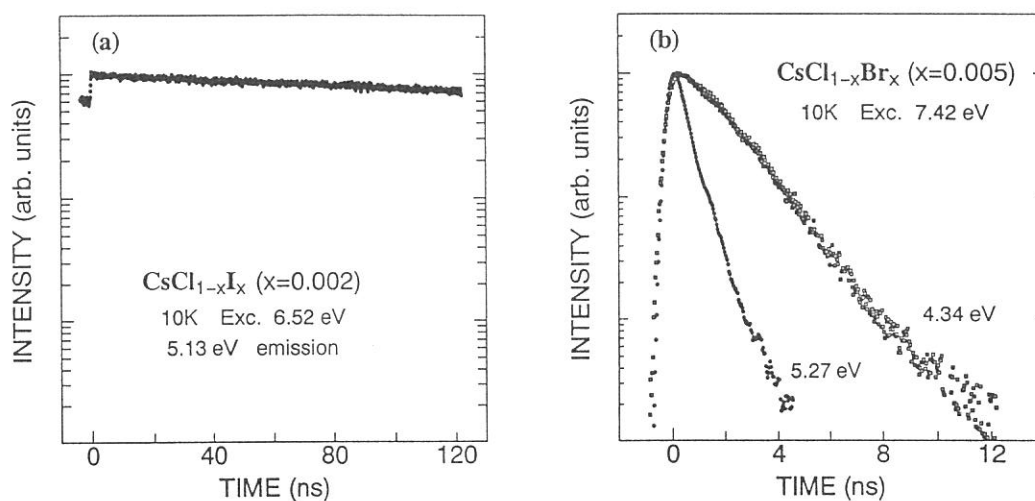 (a)
INTENSITY (arb. units)
CsCl₁₋ₓIₓ (x=0.002)
10K Exc. 6.52 eV
5.13 eV emission
0 40 80 120
TIME (ns)
(b)
INTENSITY (arb. units)
CsCl₁₋ₓBrₓ (x=0.005)
10K Exc. 7.42 eV
4.34 eV
5.27 eV
0 4 8 12
TIME (ns)